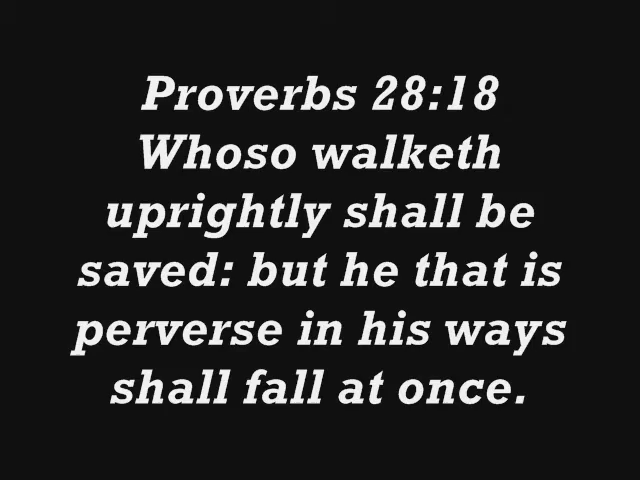 Proverbs 28:18
Whoso walketh
uprightly shall be
saved: but he that is
perverse in his ways
shall fall at once.